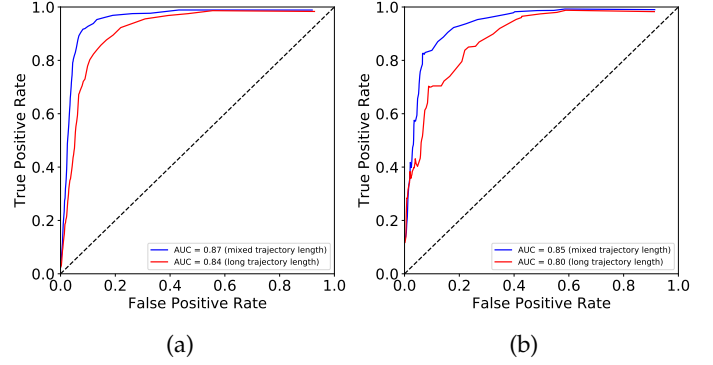 1.0
0.8
0.6
0.4
0.2
0.0
0.0 0.2 0.4 0.6 0.8 1.0
True Positive Rate
False Positive Rate
AUC = 0.87 (mixed trajectory length)
AUC = 0.84 (long trajectory length)
(a)
1.0
0.8
0.6
0.4
0.2
0.0
0.0 0.2 0.4 0.6 0.8 1.0
True Positive Rate
False Positive Rate
AUC = 0.85 (mixed trajectory length)
AUC = 0.80 (long trajectory length)
(b)